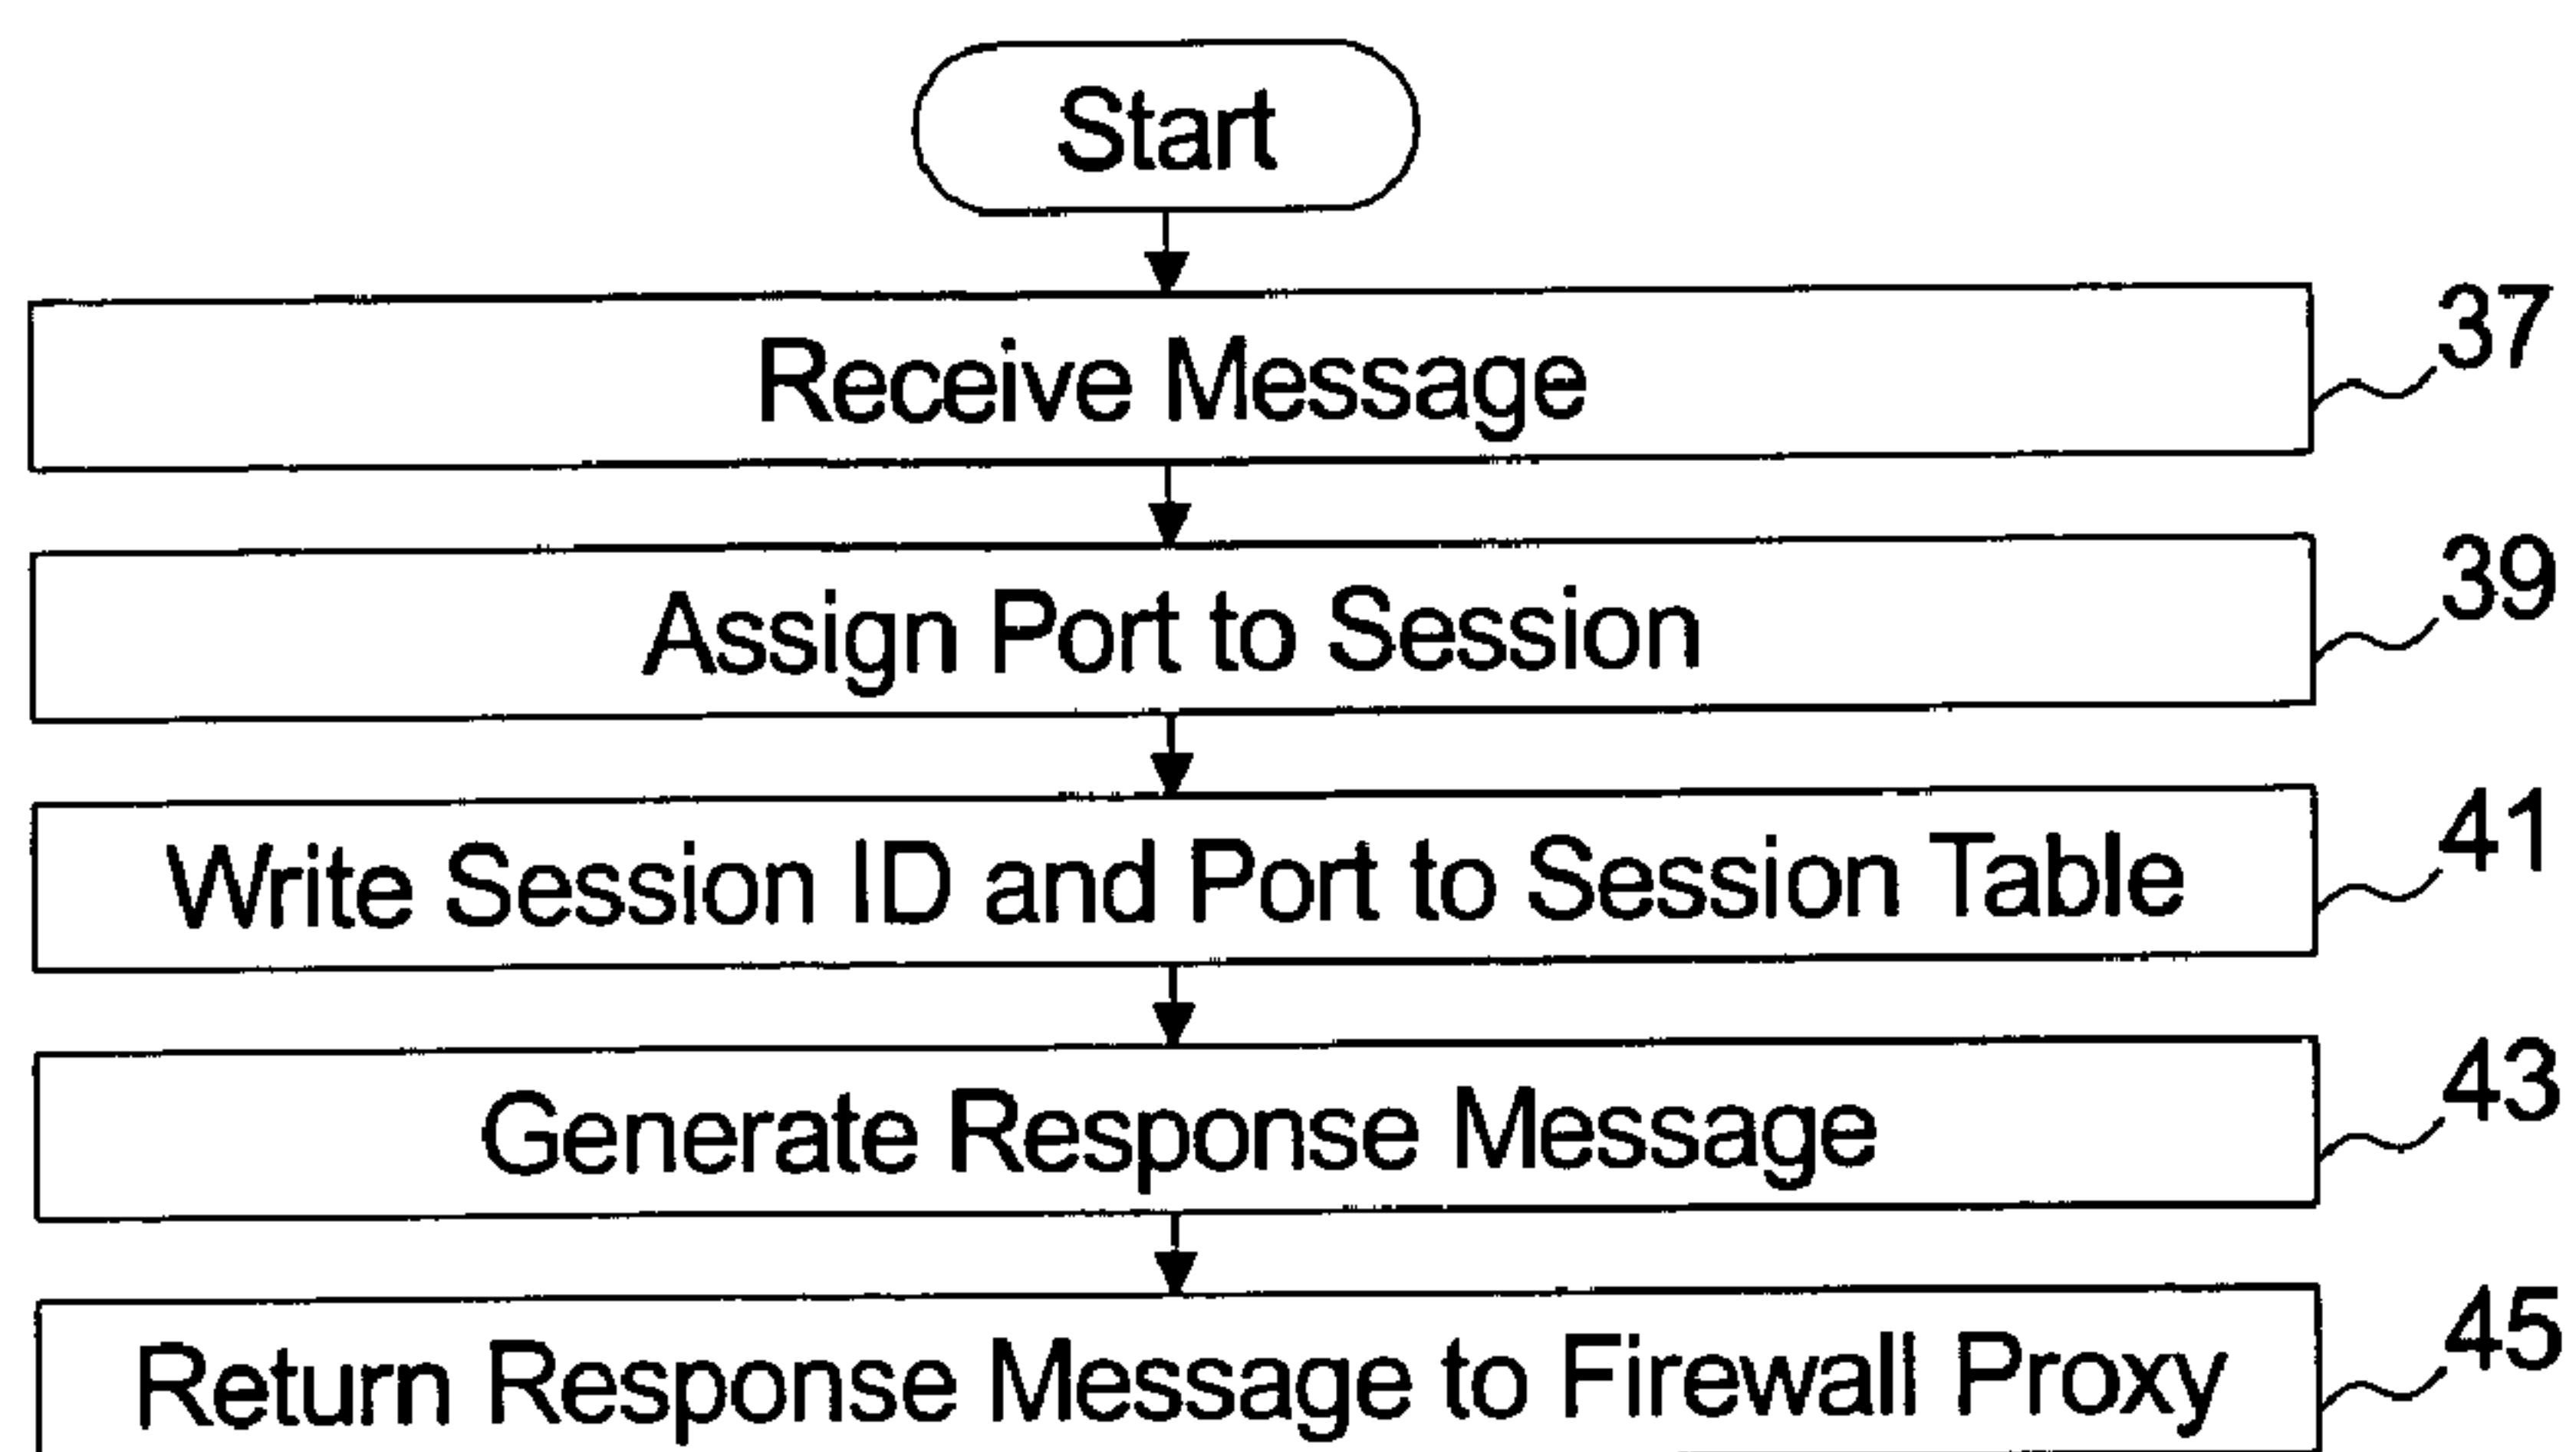 Start
Receive Message
37
Assign Port to Session
39
Write Session ID and Port to Session Table
41
Generate Response Message
43
Return Response Message to Firewall Proxy
45